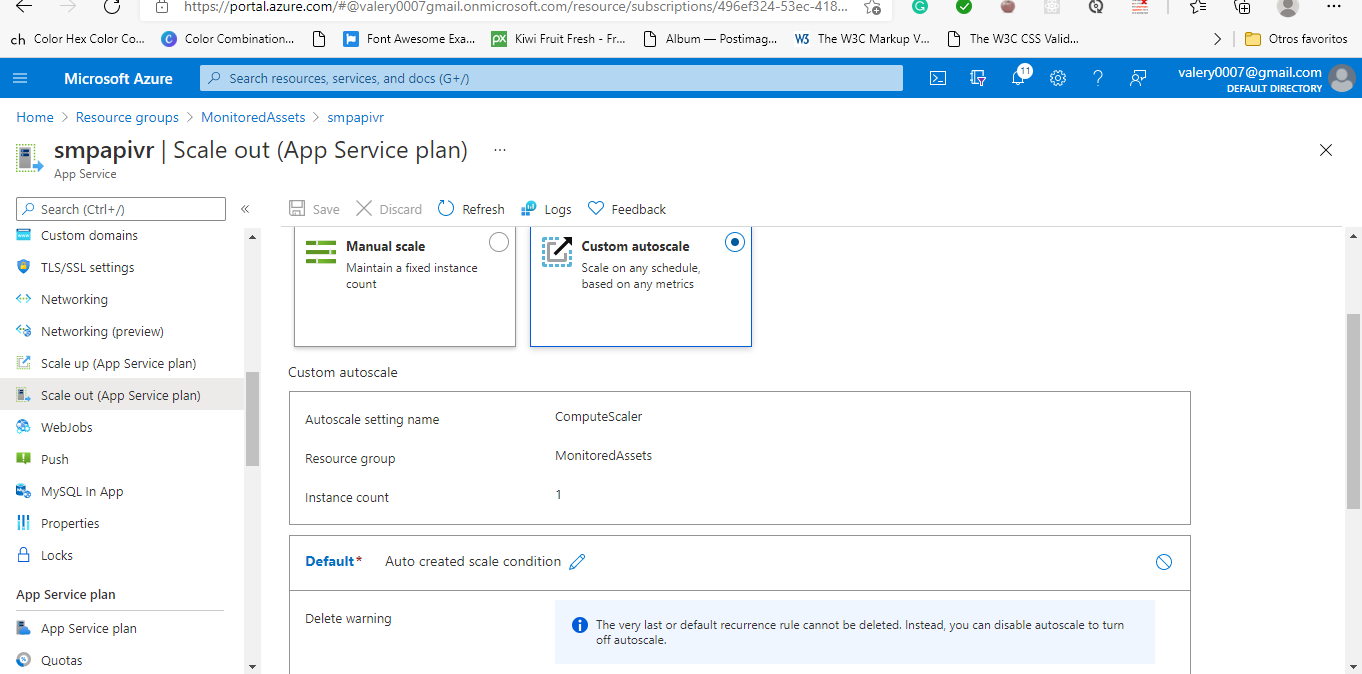 https://portal.azure.com/#@valery0007gmail.onmicrosoft.com/resource/subscriptions/496ef324-53ec-418...
ch Color Hex Color Co... Color Combination... Font Awesome Exa... Kiwi Fruit Fresh - Fr... Album — Postimag... W3 The W3C Markup V... The W3C CSS Valid... Otros favoritos
Microsoft Azure Search resources, services, and docs (G+/) 11 valery0007@gmail.com
DEFAULT DIRECTORY
Home > Resource groups > MonitoredAssets > smpapivr
smpapivr | Scale out (App Service plan) ...
App Service
Search (Ctrl+/) «
Custom domains
TLS/SSL settings
Networking
Networking (preview)
Scale up (App Service plan)
Scale out (App Service plan)
WebJobs
Push
MySQL In App
Properties
Locks
App Service plan
App Service plan
Quotas
Save Discard Refresh Logs Feedback
Manual scale
Maintain a fixed instance
count
Custom autoscale
Scale on any schedule,
based on any metrics
Custom autoscale
Autoscale setting name ComputeScaler
Resource group MonitoredAssets
Instance count 1
Default* Auto created scale condition
Delete warning
The very last or default recurrence rule cannot be deleted. Instead, you can disable autoscale to turn
off autoscale.